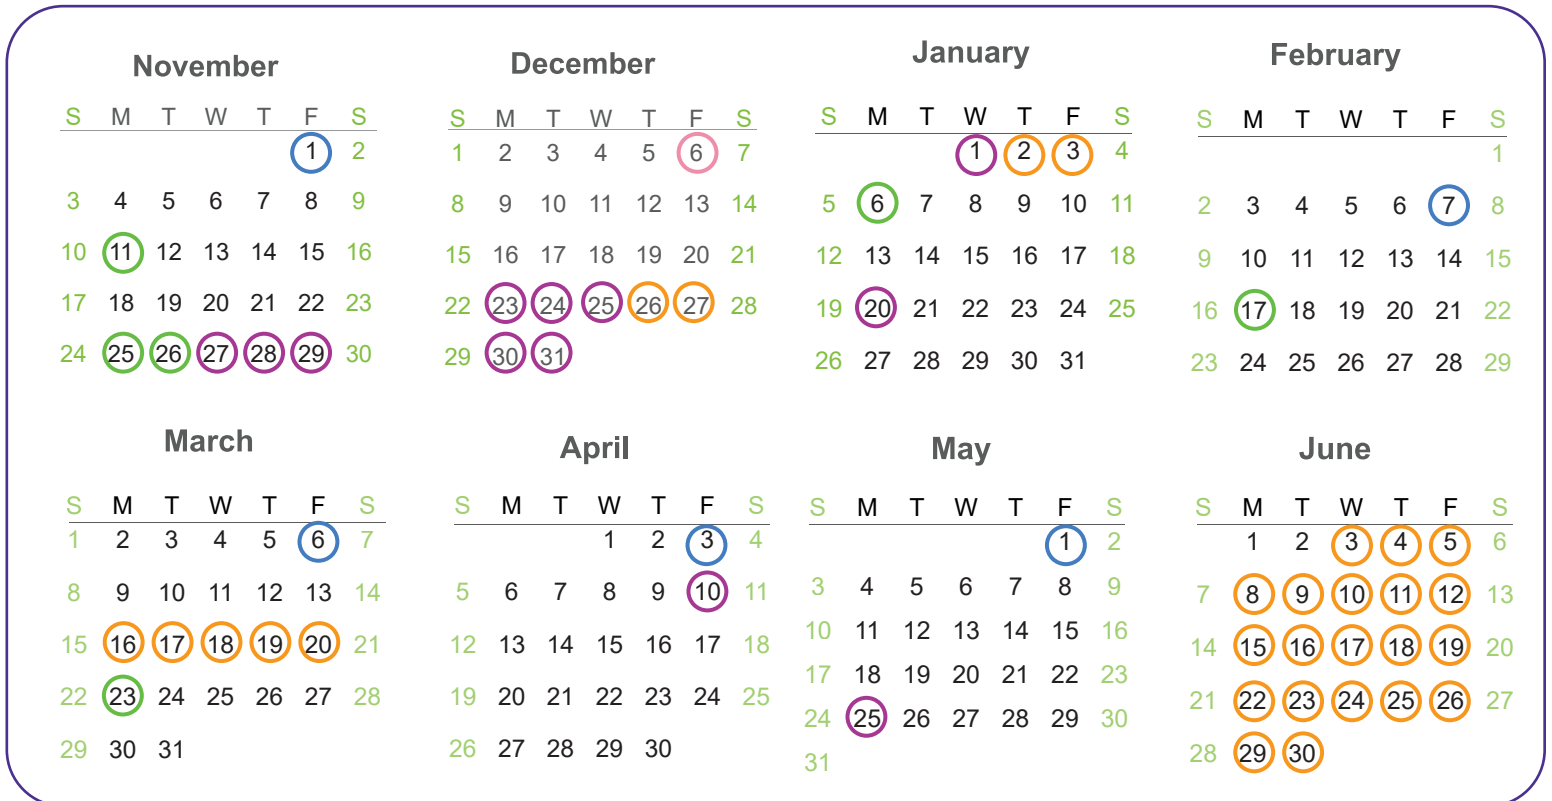 November
S M T W T F S
1 2
3 4 5 6 7 8 9
10 11 12 13 14 15 16
17 18 19 20 21 22 23
24 25 26 27 28 29 30
December
S M T W T F S
1 2 3 4 5 6 7
8 9 10 11 12 13 14
15 16 17 18 19 20 21
22 23 24 25 26 27 28
29 30 31
January
S M T W T F S
1 2 3 4
5 6 7 8 9 10 11
12 13 14 15 16 17 18
19 20 21 22 23 24 25
26 27 28 29 30 31
February
S M T W T F S
1
2 3 4 5 6 7 8
9 10 11 12 13 14 15
16 17 18 19 20 21 22
23 24 25 26 27 28 29
March
S M T W T F S
1 2 3 4 5 6 7
8 9 10 11 12 13 14
15 16 17 18 19 20 21
22 23 24 25 26 27 28
29 30 31
April
S M T W T F S
1 2 3 4
5 6 7 8 9 10 11
12 13 14 15 16 17 18
19 20 21 22 23 24 25
26 27 28 29 30
May
S M T W T F S
1 2
3 4 5 6 7 8 9
10 11 12 13 14 15 16
17 18 19 20 21 22 23
24 25 26 27 28 29 30
31
June
S M T W T F S
1 2 3 4 5 6
7 8 9 10 11 12 13
14 15 16 17 18 19 20
21 22 23 24 25 26 27
28 29 30